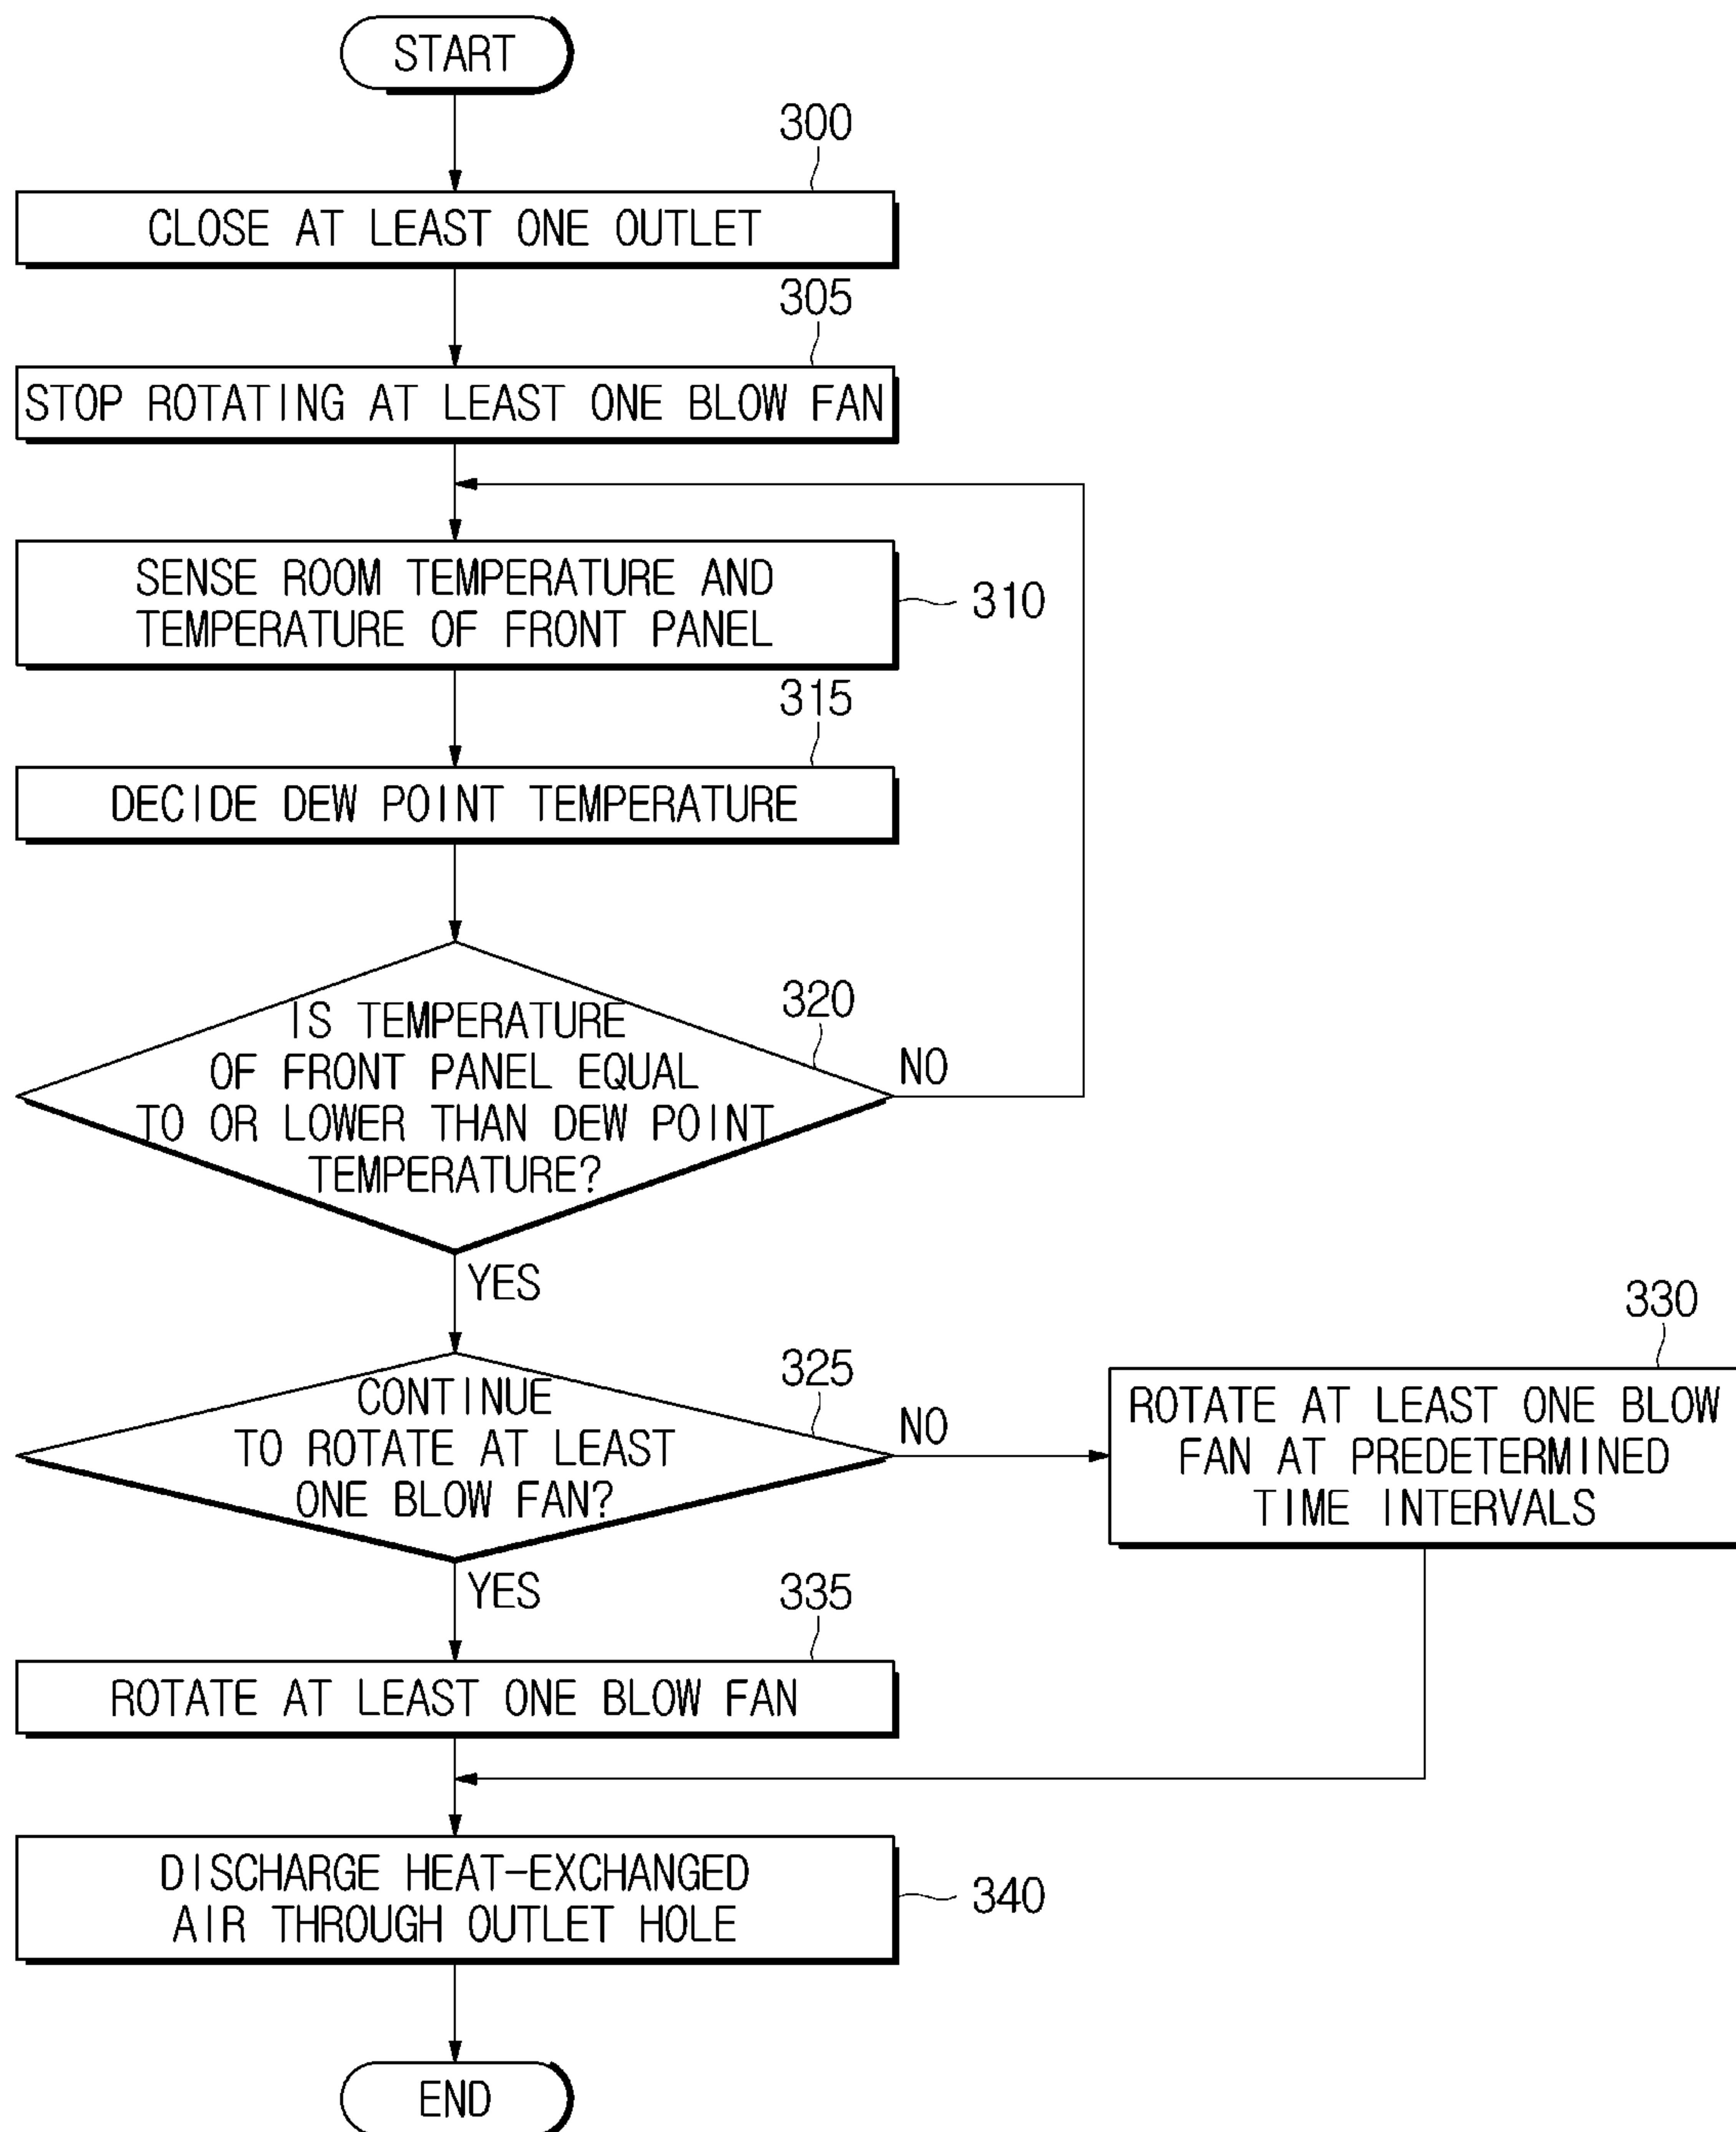 START
300
CLOSE AT LEAST ONE OUTLET
305
STOP ROTATING AT LEAST ONE BLOW FAN
SENSE ROOM TEMPERATURE AND
TEMPERATURE OF FRONT PANEL
310
315
DECIDE DEW POINT TEMPERATURE
320
IS TEMPERATURE
OF FRONT PANEL EQUAL
TO OR LOWER THAN DEW POINT
TEMPERATURE?
NO
YES
325
CONTINUE
TO ROTATE AT LEAST
ONE BLOW FAN?
NO
330
ROTATE AT LEAST ONE BLOW
FAN AT PREDETERMINED
TIME INTERVALS
YES
335
ROTATE AT LEAST ONE BLOW FAN
DISCHARGE HEAT-EXCHANGED
AIR THROUGH OUTLET HOLE
340
END